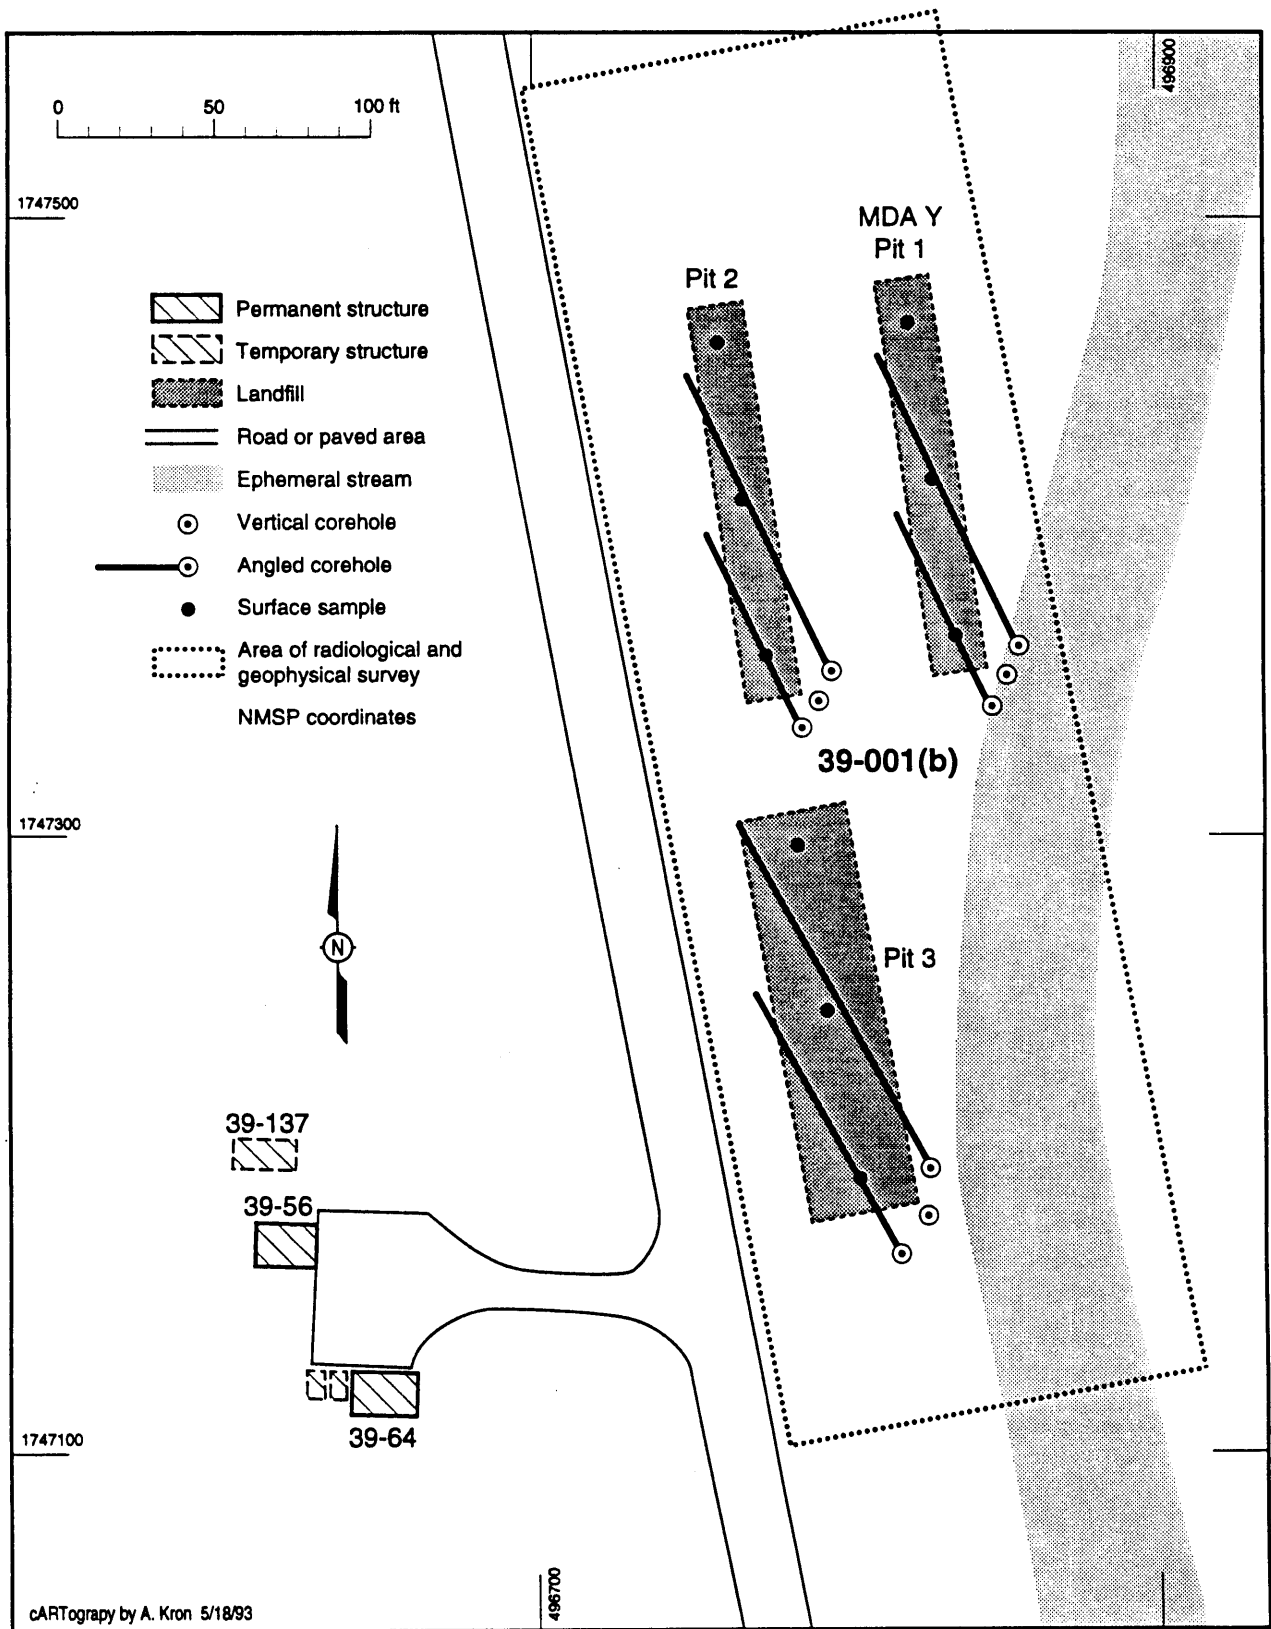 0 50 100 ft
496900
1747500
MDA Y
Pit 1
Pit 2
Permanent structure
Temporary structure
Landfill
Road or paved area
Ephemeral stream
Vertical corehole
Angled corehole
Surface sample
Area of radiological and
geophysical survey
NMSP coordinates
39-001(b)
1747300
N
Pit 3
39-137
39-56
39-64
1747100
496700
cARTograpy by A. Kron 5/18/93